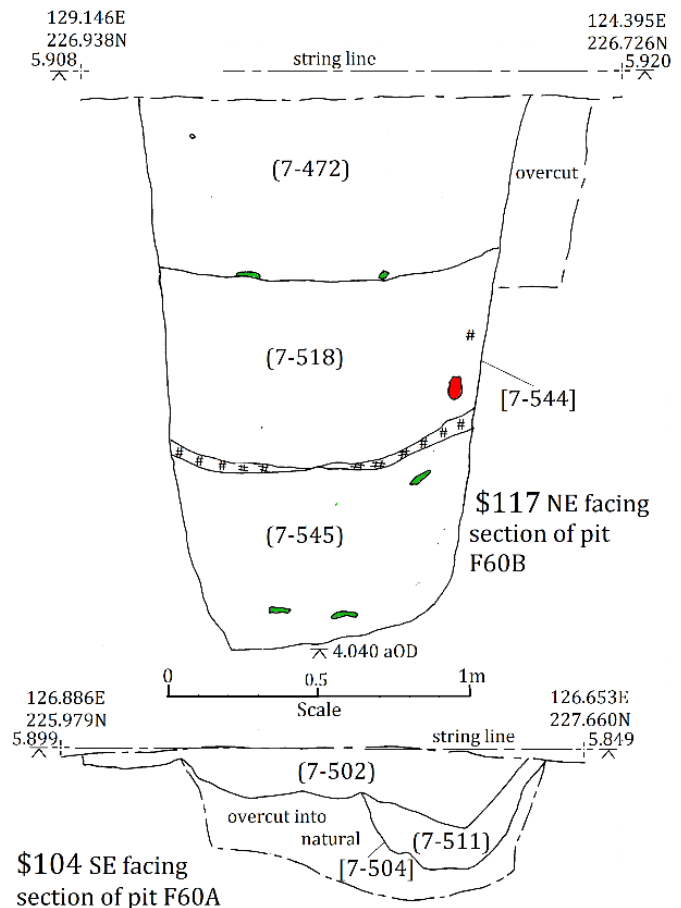 129.146E
226.938N
5.908
string line
124.395E
226.726N
5.920
(7-472)
overcut
(7-518)
#
[7-544]
# # # # # # # # # # #
$117 NE facing
section of pit
F60B
(7-545)
4.040 aOD
0
0.5
1m
Scale
126.886E
225.979N
5.899
string line
126.653E
227.660N
5.849
(7-502)
overcut into
natural
(7-511)
[7-504]
$104 SE facing
section of pit F60A